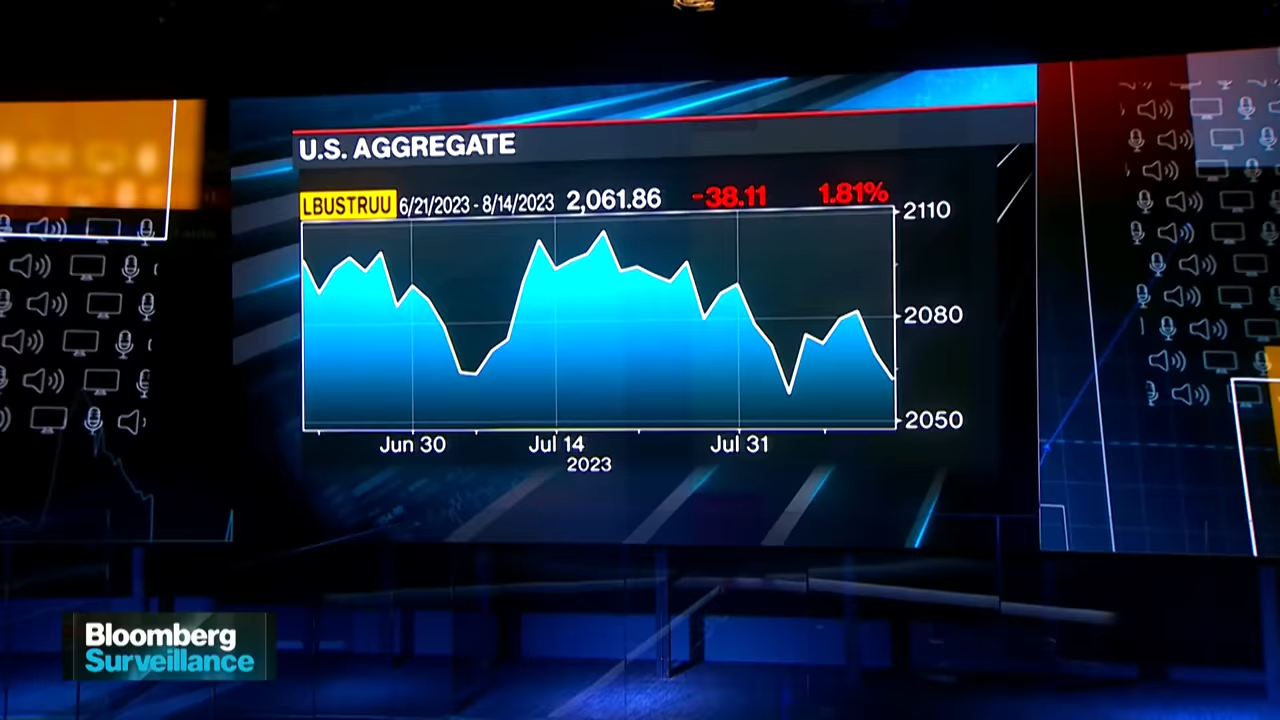 U.S. AGGREGATE
LBUSTRUU 6/21/2023 - 8/14/2023 2,061.86 -38.11 1.81%
2110
2080
2050
Jun 30 Jul 14 Jul 31
2023
Bloomberg
Surveillance